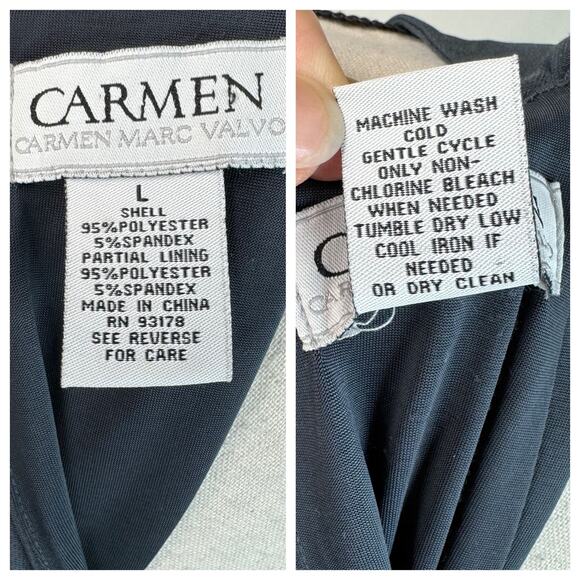 CARMEN
CARMEN MARC VALVO
L
SHELL
95%POLYESTER
5%SPANDEX
PARTIAL LINING
95%POLYESTER
5%SPANDEX
MADE IN CHINA
RN 93178
SEE REVERSE
FOR CARE
MACHINE WASH
COLD
GENTLE CYCLE
ONLY NON-
CHLORINE BLEACH
WHEN NEEDED
TUMBLE DRY LOW
COOL IRON IF
NEEDED
OR DRY CLEAN
C
CAR